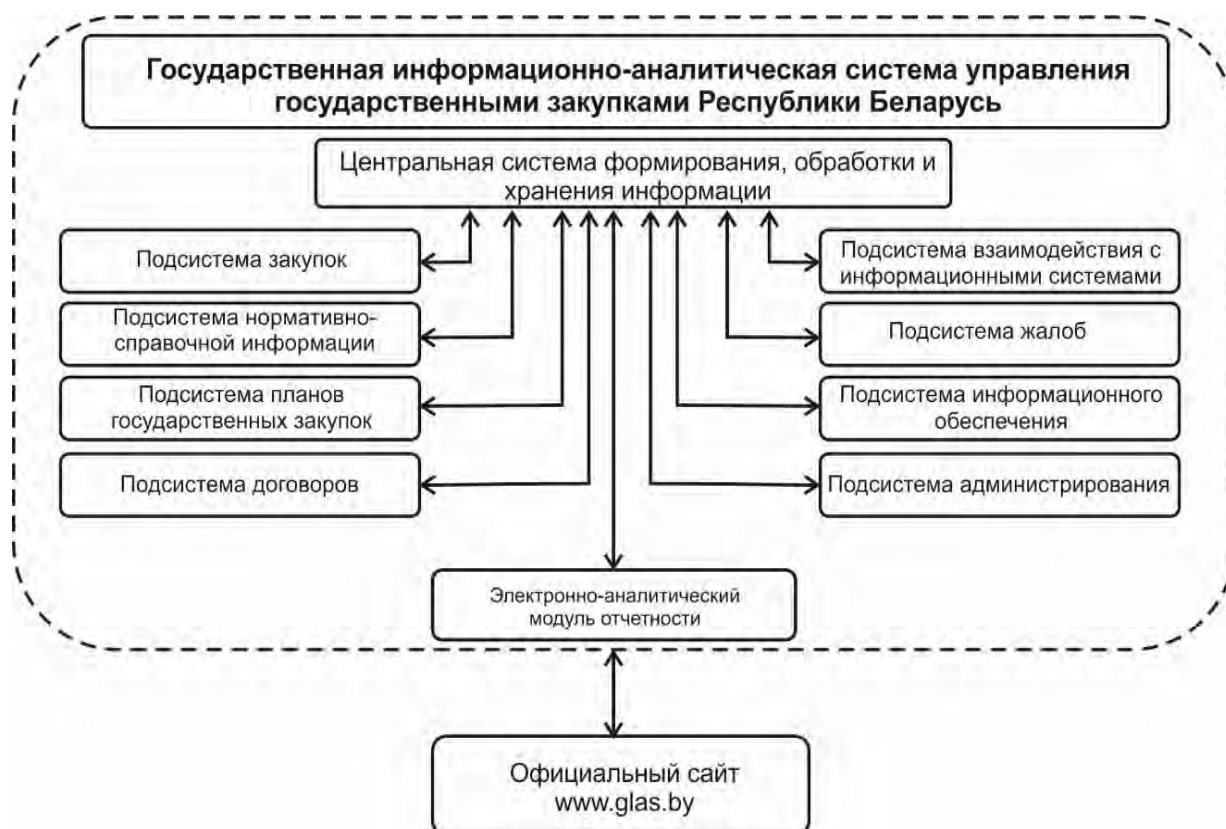 Государственная информационно-аналитическая система управления
государственными закупками Республики Беларусь
Центральная система формирования, обработки и
хранения информации
Подсистема закупок
Подсистема нормативно-
справочной информации
Подсистема планов
государственных закупок
Подсистема договоров
Подсистема взаимодействия с
информационными системами
Подсистема жалоб
Подсистема информационного
обеспечения
Подсистема администрирования
Электронно-аналитический
модуль отчетности
Официальный сайт
www.glas.by